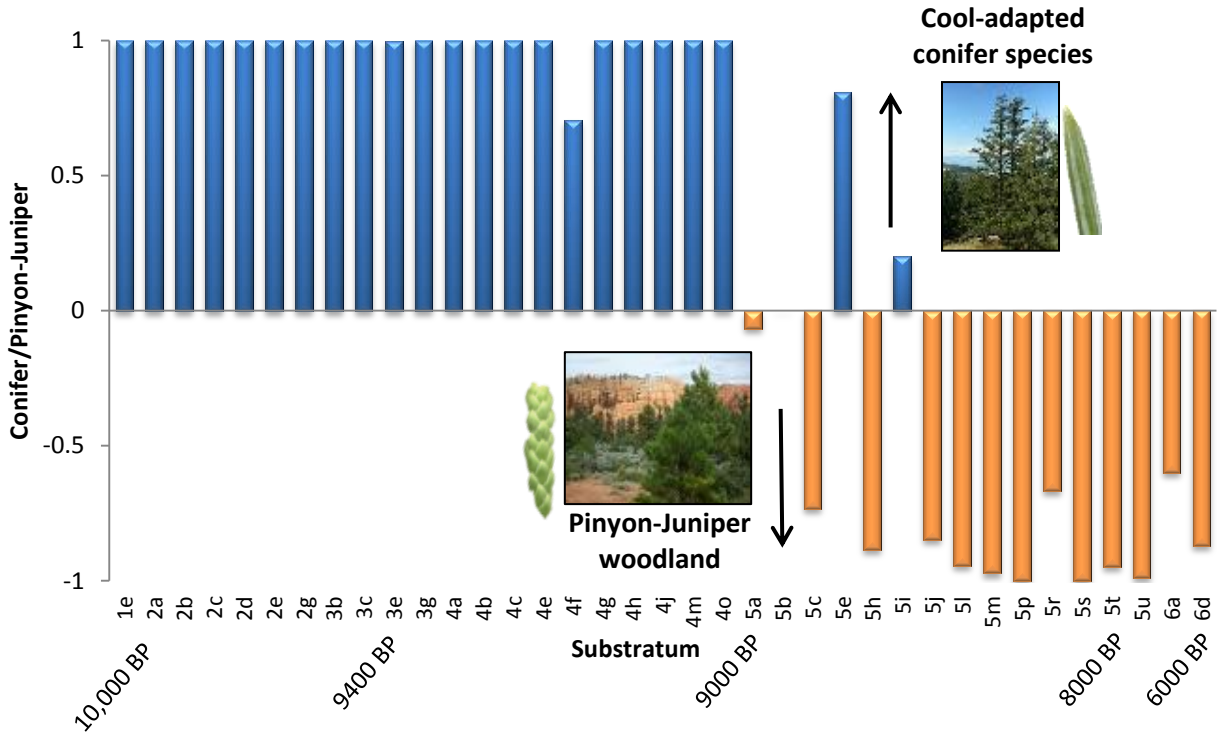 Cool-adapted
conifer species
1
0.5
0
-0.5
-1
Conifer/Pinyon-Juniper
Pinyon-Juniper
woodland
1e 2a 2b 2c 2d 2e 2g 3b 3c 3e 3g 4a 4b 4c 4e 4f 4g 4h 4j 4m 4o 5a 5b 5c 5e 5h 5i 5j 5l 5m 5p 5r 5s 5t 5u 6a 6d
Substratum
10,000 BP
9400 BP
9000 BP
8000 BP
6000 BP